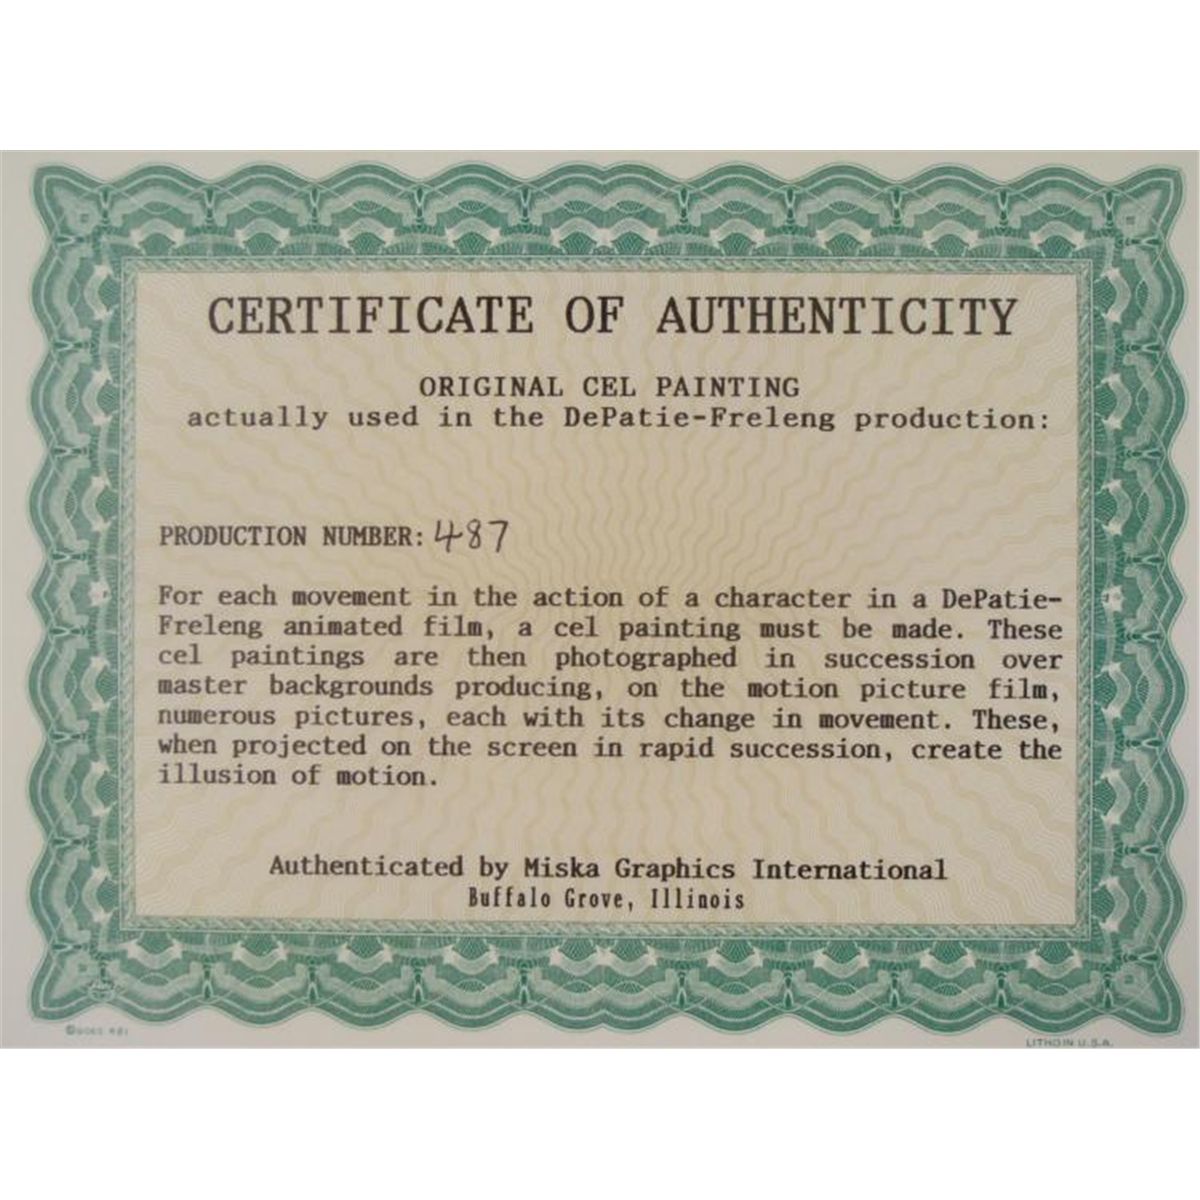 CERTIFICATE OF AUTHENTICITY
ORIGINAL CEL PAINTING
actually used in the DePatie-Freleng production:
PRODUCTION NUMBER: 487
For each movement in the action of a character in a DePatie-
Freleng animated film, a cel painting must be made. These
cel paintings are then photographed in succession over
master backgrounds producing, on the motion picture film,
numerous pictures, each with its change in movement. These,
when projected on the screen in rapid succession, create the
illusion of motion.
Authenticated by Miska Graphics International
Buffalo Grove, Illinois
LITHO IN U.S.A.